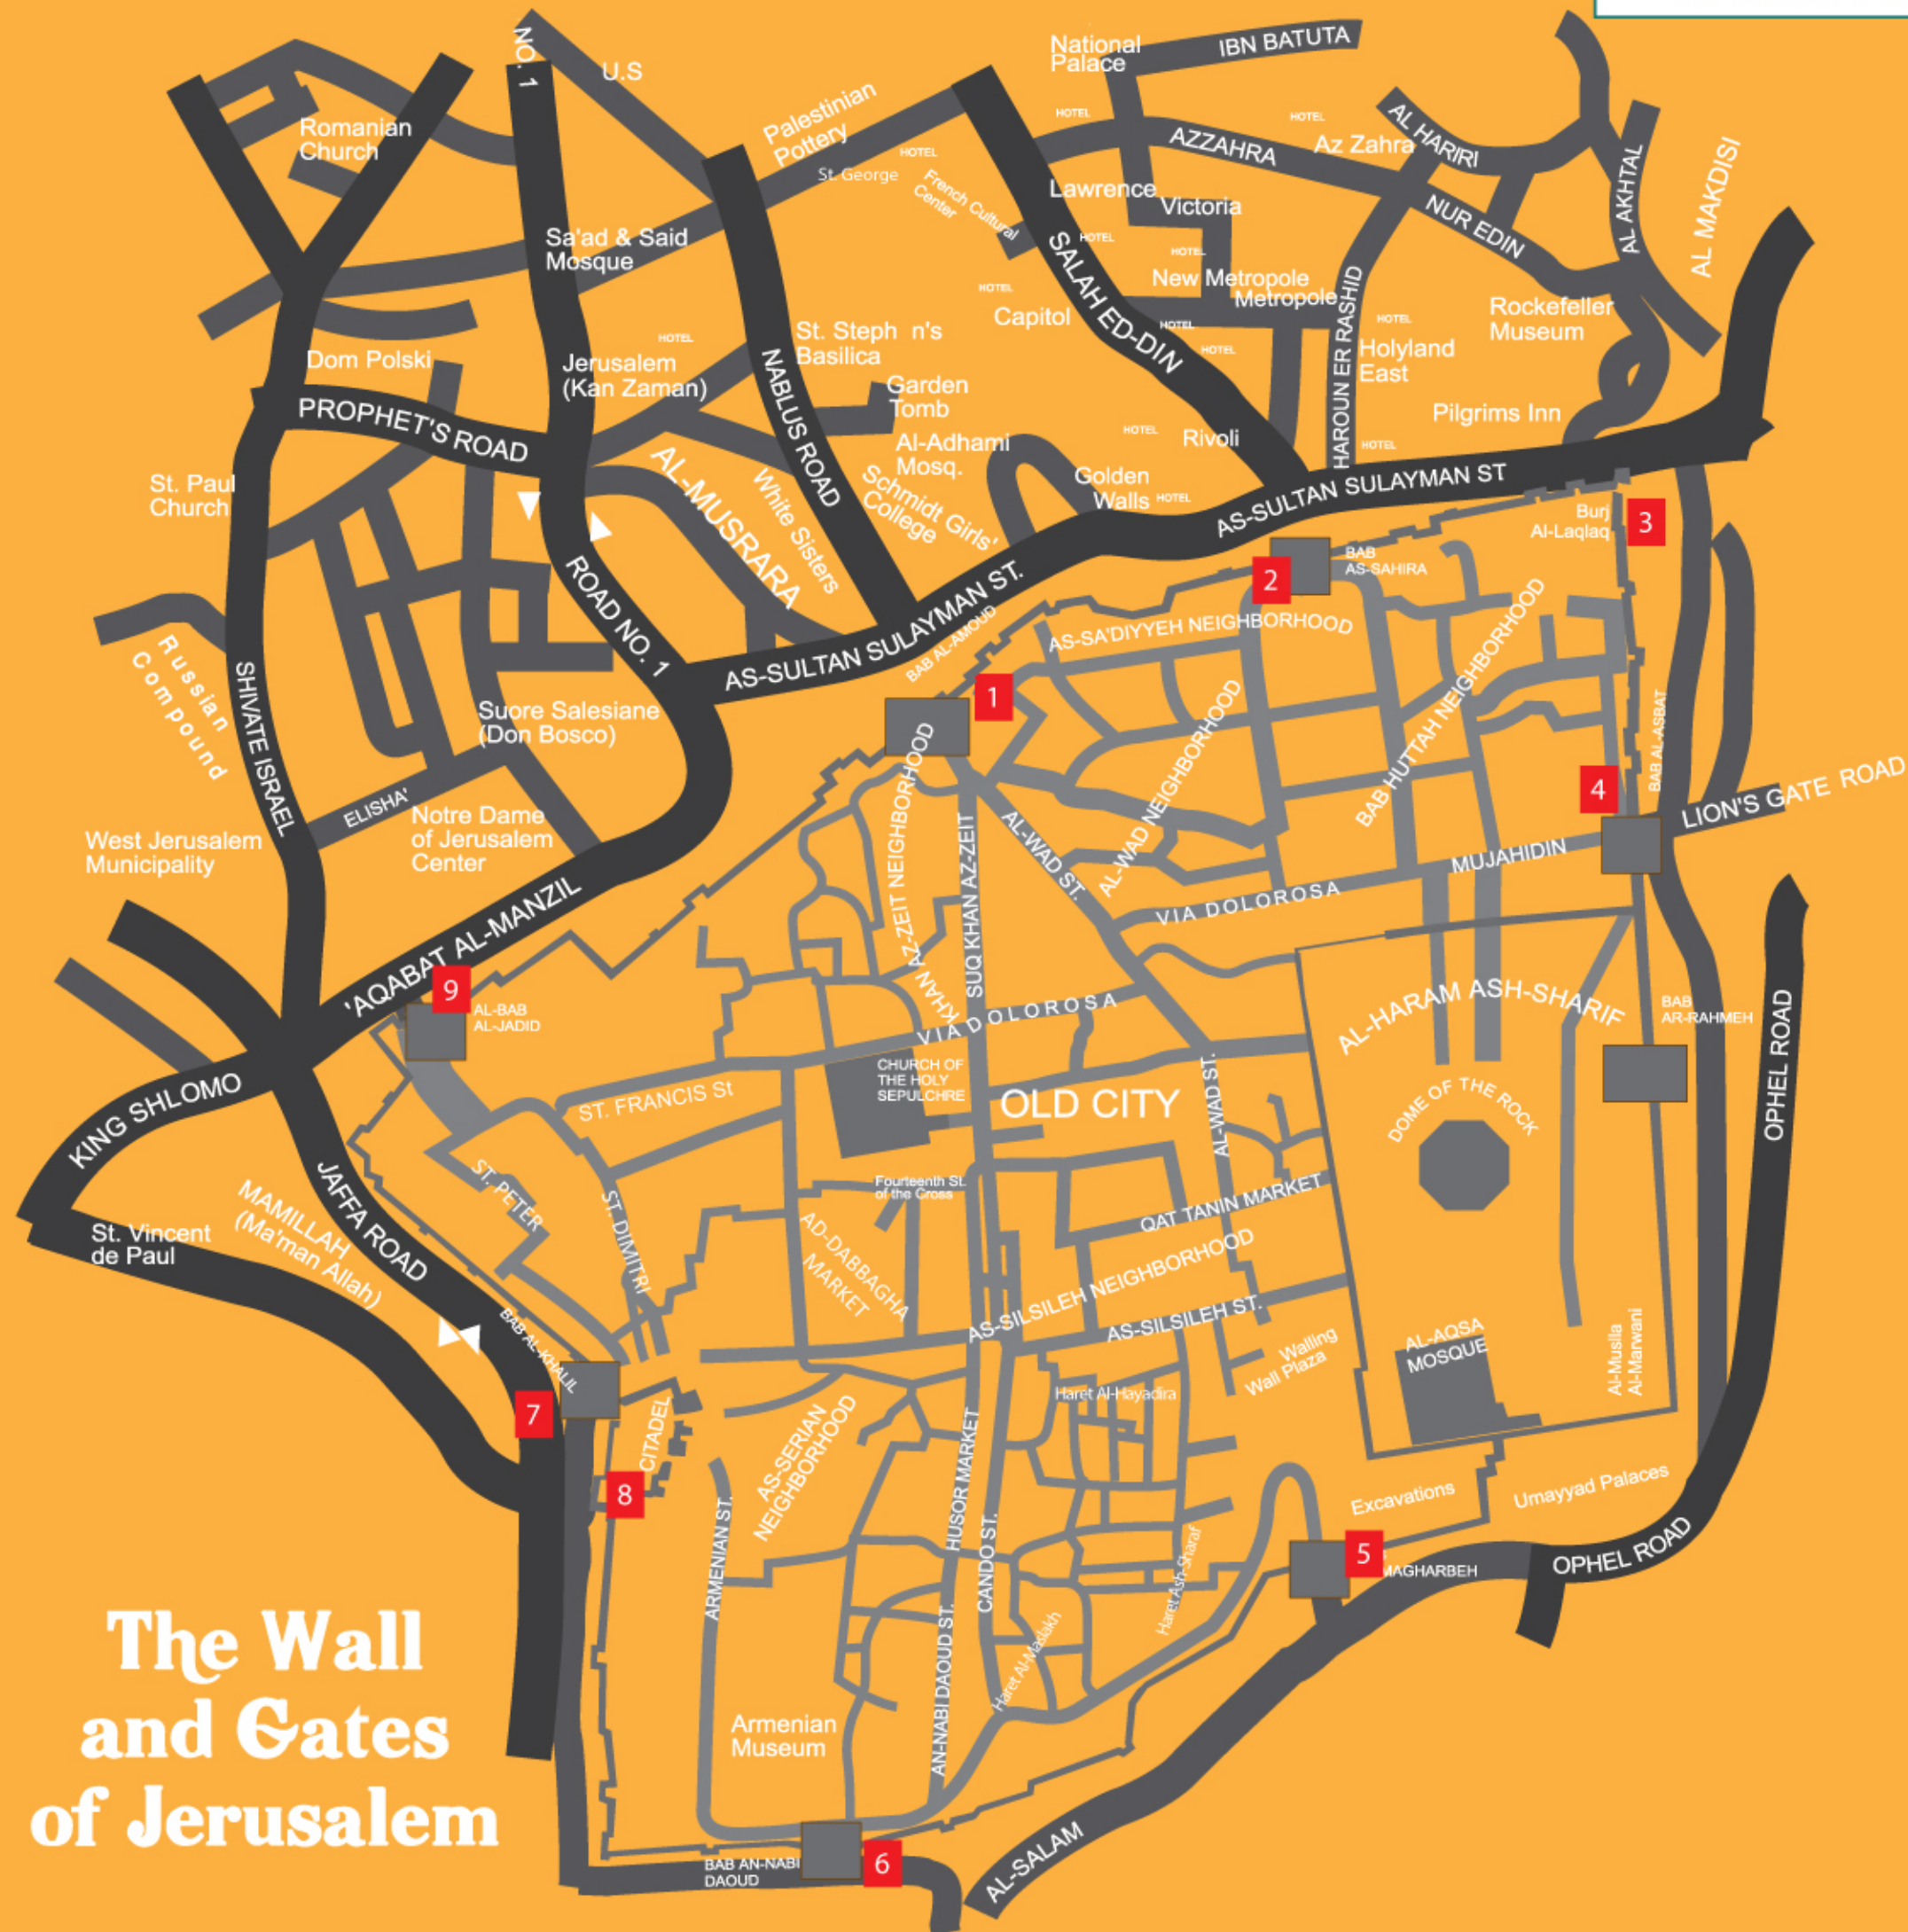 NO. 1
U.S
National
Palace
IBN BATUTA
Romanian
Church
Palestinian
Pottery
HOTEL
St. George
French Cultural
Center
HOTEL
AZZAHRA
HOTEL
Az Zahra
AL HARIRI
AL AKHTAL
AL MAKDISI
Lawrence
Victoria
NUR EDIN
Sa'ad & Said
Mosque
HOTEL
HOTEL
New Metropole
Metropole
HOTEL
Capitol
SALAH ED-DIN
HOTEL
HOTEL
HAROUN ER RASHID
HOTEL
Holyland
East
Rockefeller
Museum
Dom Polski
HOTEL
Jerusalem
(Kan Zaman)
St. Steph n's
Basilica
NABLUS ROAD
Garden
Tomb
Al-Adhami
Mosq.
HOTEL
Rivoli
Pilgrims Inn
HOTEL
PROPHET'S ROAD
St. Paul
Church
AL-MUSRARA
White Sisters
Schmidt Girls'
College
Golden
Walls
HOTEL
AS-SULTAN SULAYMAN ST
Burj
Al-Laqlaq
3
ROAD NO. 1
BAB
AS-SAHIRA
2
AS-SULTAN SULAYMAN ST.
BAB AL-AMOUD
1
AS-SA'DIYYEH NEIGHBORHOOD
BAB HUTTAH NEIGHBORHOOD
Russian
Compound
SHIVATE ISRAEL
Suore Salesiane
(Don Bosco)
AL-WAD NEIGHBORHOOD
BAB AL-ASBAT
4
LION'S GATE ROAD
ELISHA'
Notre Dame
of Jerusalem
Center
West Jerusalem
Municipality
KHAN AZ-ZEIT NEIGHBORHOOD
SUQ KHAN AZ-ZEIT
AL-WAD ST.
VIA DOLOROSA
MUJAHIDIN
'AQABAT AL-MANZIL
9
AL-BAB
AL-JADID
VIA DOLOROSA
AL-HARAM ASH-SHARIF
BAB
AR-RAHMEH
OPHEL ROAD
KING SHLOMO
ST. FRANCIS St
CHURCH OF
THE HOLY
SEPULCHRE
OLD CITY
AL-WAD ST.
DOME OF THE ROCK
JAFFA ROAD
MAMILLAH
(Ma'man Allah)
St. Vincent
de Paul
ST. PETER
ST. DIMITRI
Fourteenth St.
of the Cross
AD-DABBAGHA
MARKET
QAT TANIN MARKET
AS-SILSILEH NEIGHBORHOOD
AS-SILSILEH ST.
BAB AL-KHALIL
7
CITADEL
8
AS-SERIAN
NEIGHBORHOOD
Haret Al-Hayadira
Walling
Wall Plaza
AL-AQSA
MOSQUE
Al-Musila
Al-Marwani
ARMENIAN ST.
HUSOR MARKET
CANDO ST.
Haret Ash-Sharaf
Excavations
Umayyad Palaces
5
MAGHARBEH
OPHEL ROAD
AN-NABI DAOUD ST.
Haret Al-Maslakh
Armenian
Museum
BAB AN-NABI
DAOUD
6
AL-SALAM
The Wall
and Gates
of Jerusalem